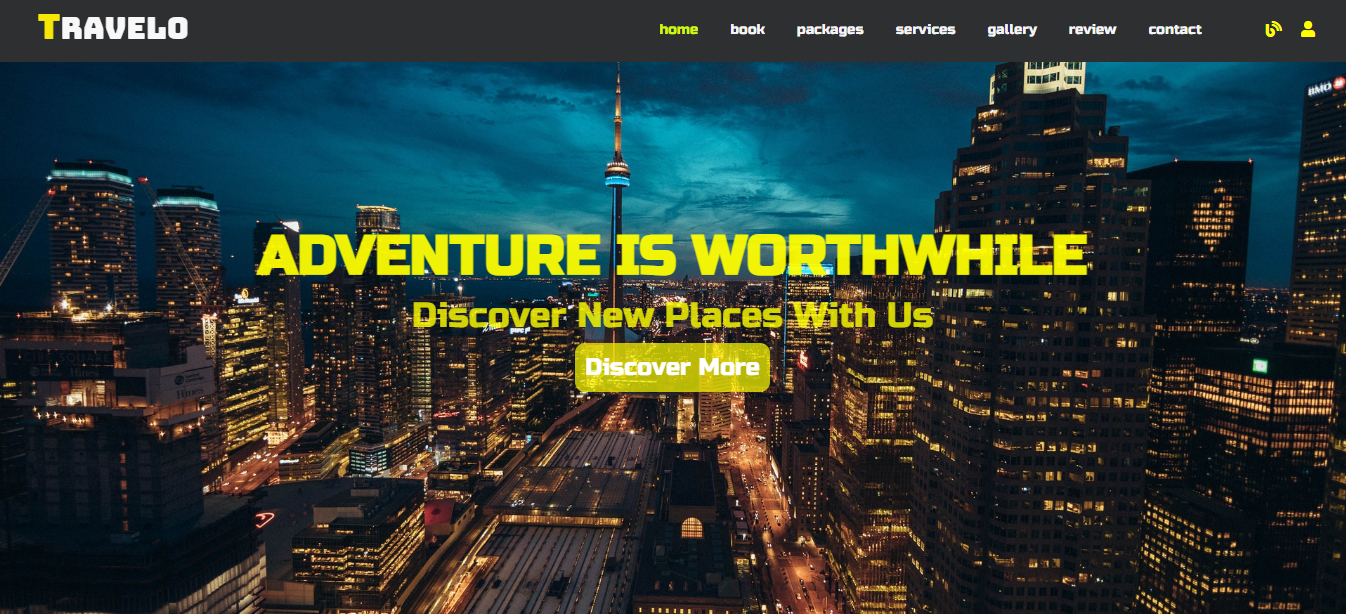 TRAVELO
home book packages services gallery review contact
BMO
ADVENTURE IS WORTHWHILE
Discover New Places With Us
Discover More